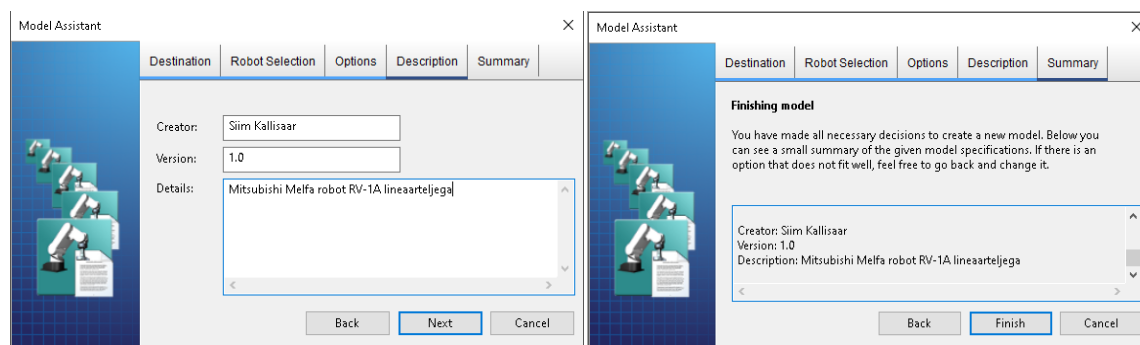 Model Assistant
Destination
Robot Selection
Options
Description
Summary
Creator:
Siim Kallisaar
Version:
1.0
Details:
Mitsubishi Melfa robot RV-1A lineaarteljega
Back
Next
Cancel
Model Assistant
Destination
Robot Selection
Options
Description
Summary
Finishing model
You have made all necessary decisions to create a new model. Below you
can see a small summary of the given model specifications. If there is an
option that does not fit well, feel free to go back and change it.
Creator: Siim Kallisaar
Version: 1.0
Description: Mitsubishi Melfa robot RV-1A lineaarteljega
Back
Finish
Cancel